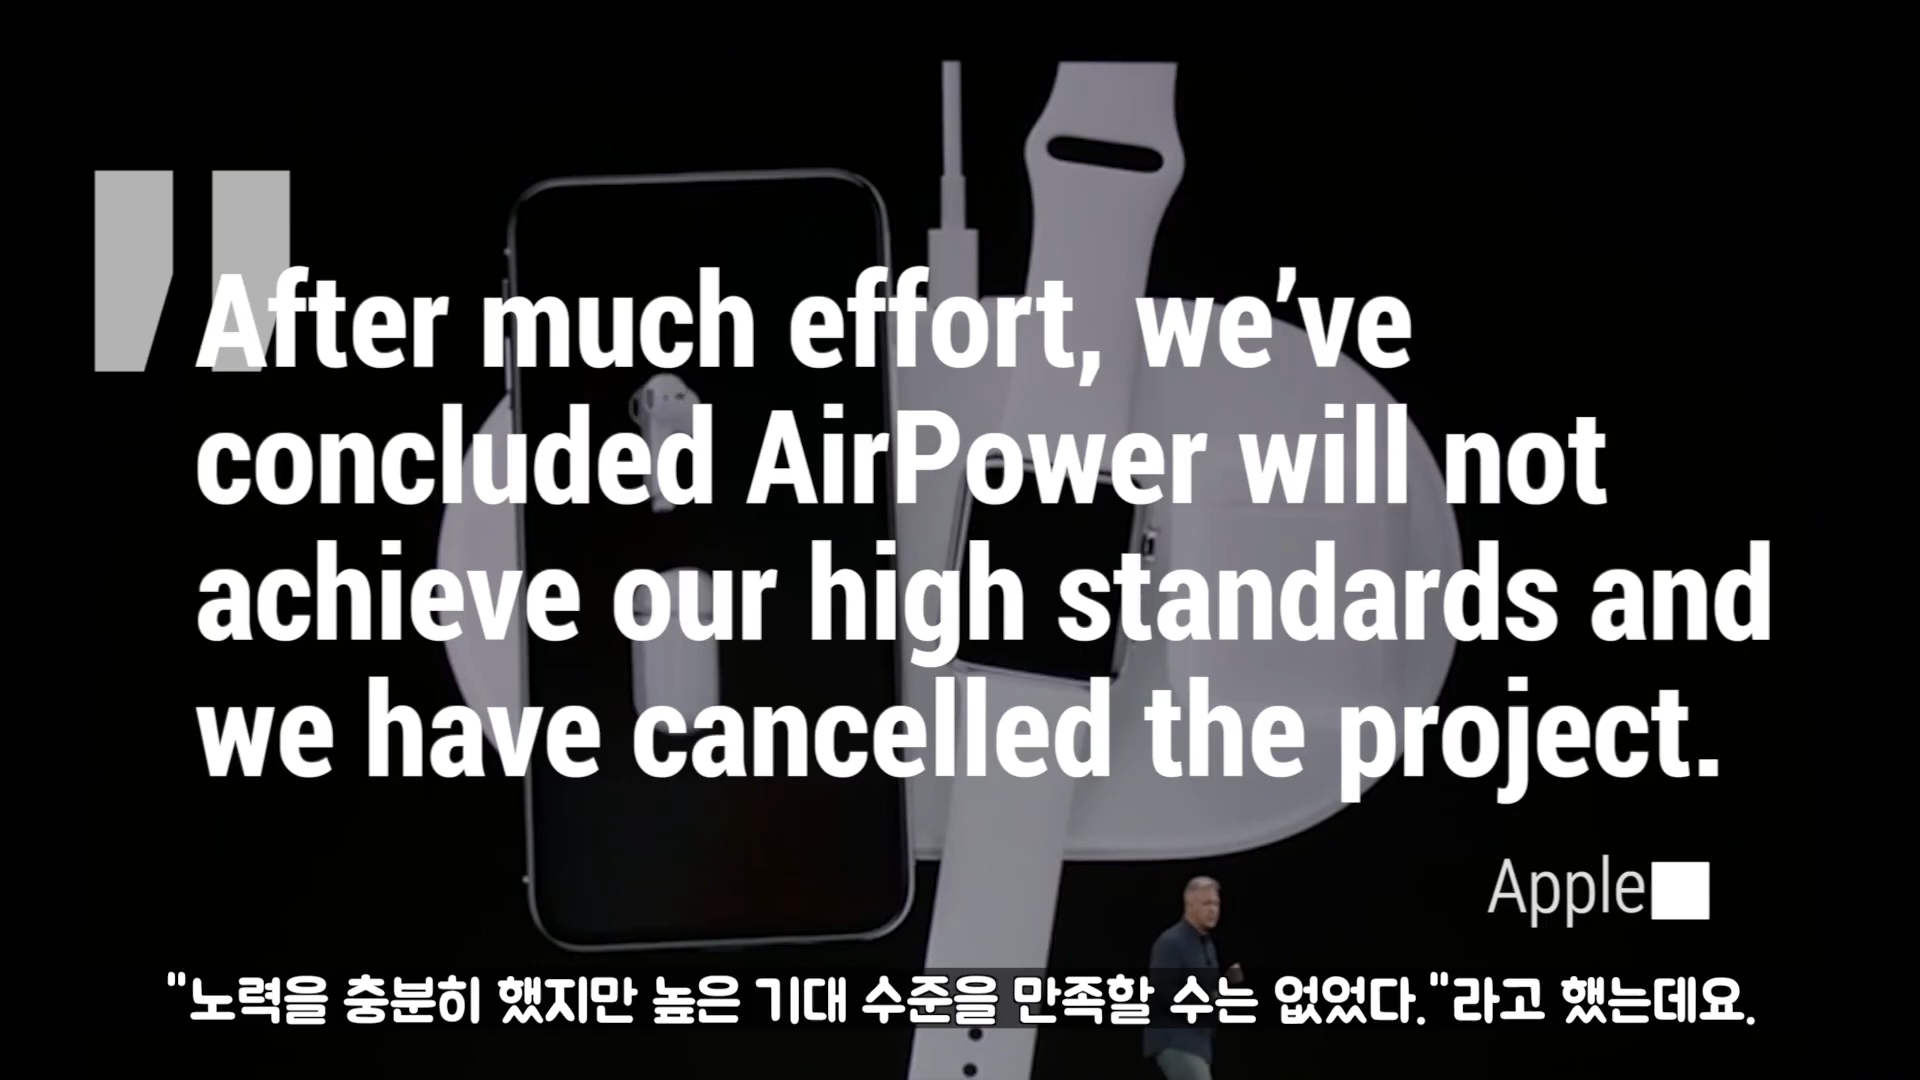 "
After much effort, we’ve
concluded AirPower will not
achieve our high standards and
we have cancelled the project.
Apple
"노력을 충분히 했지만 높은 기대 수준을 만족할 수는 없었다."라고 했는데요.